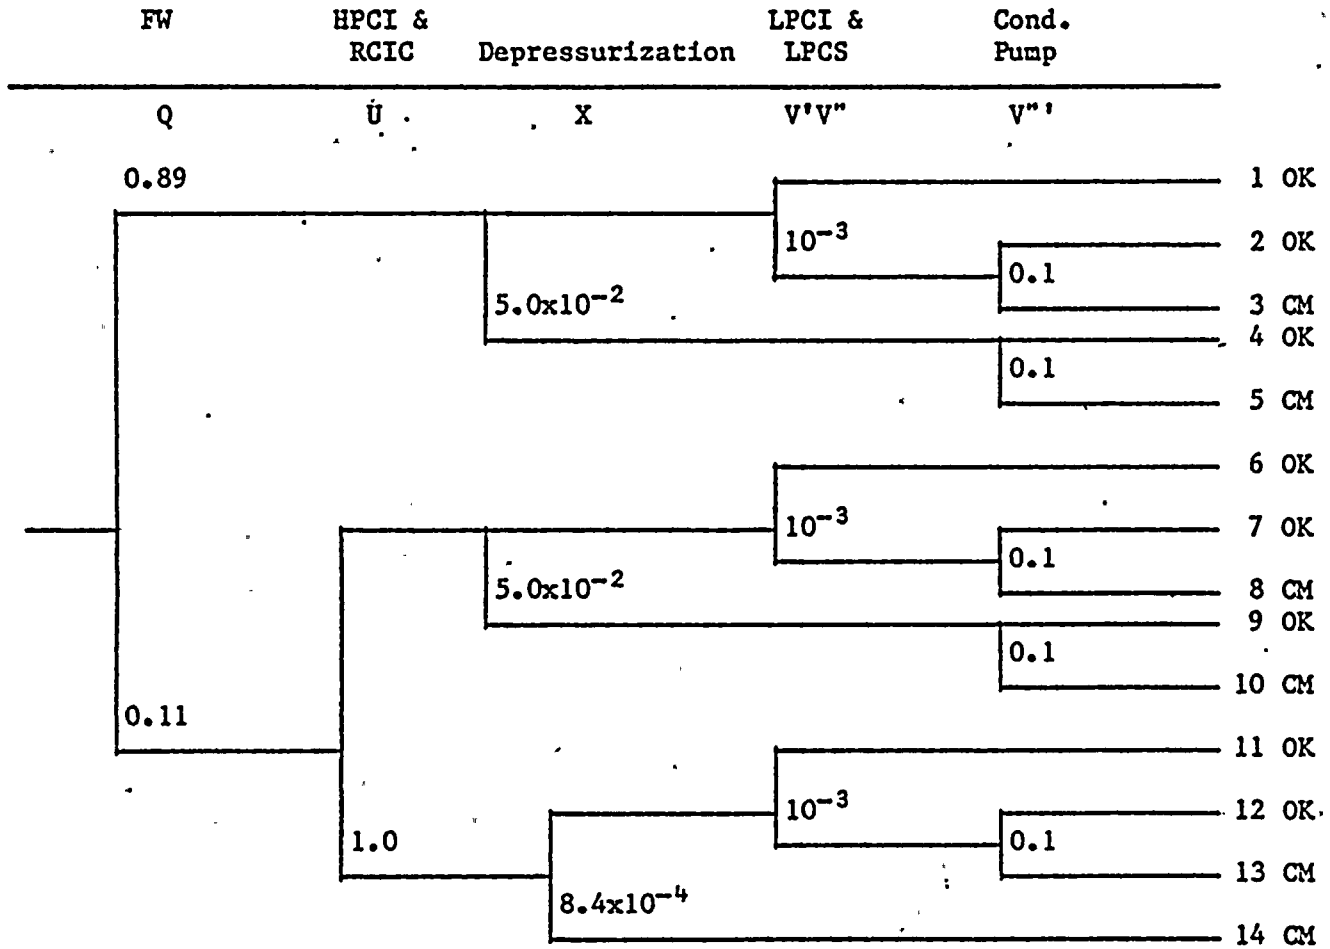 FW HPCI & RCIC Depressurization LPCI & LPCS Cond. Pump
Q U X V'V" V"'
0.89
1 OK
10⁻³
2 OK
0.1
5.0x10⁻²
3 CM
4 OK
0.1
5 CM
6 OK
10⁻³
7 OK
0.1
5.0x10⁻²
8 CM
9 OK
0.1
10 CM
0.11
11 OK
10⁻³
12 OK
1.0
0.1
13 CM
8.4x10⁻⁴
14 CM